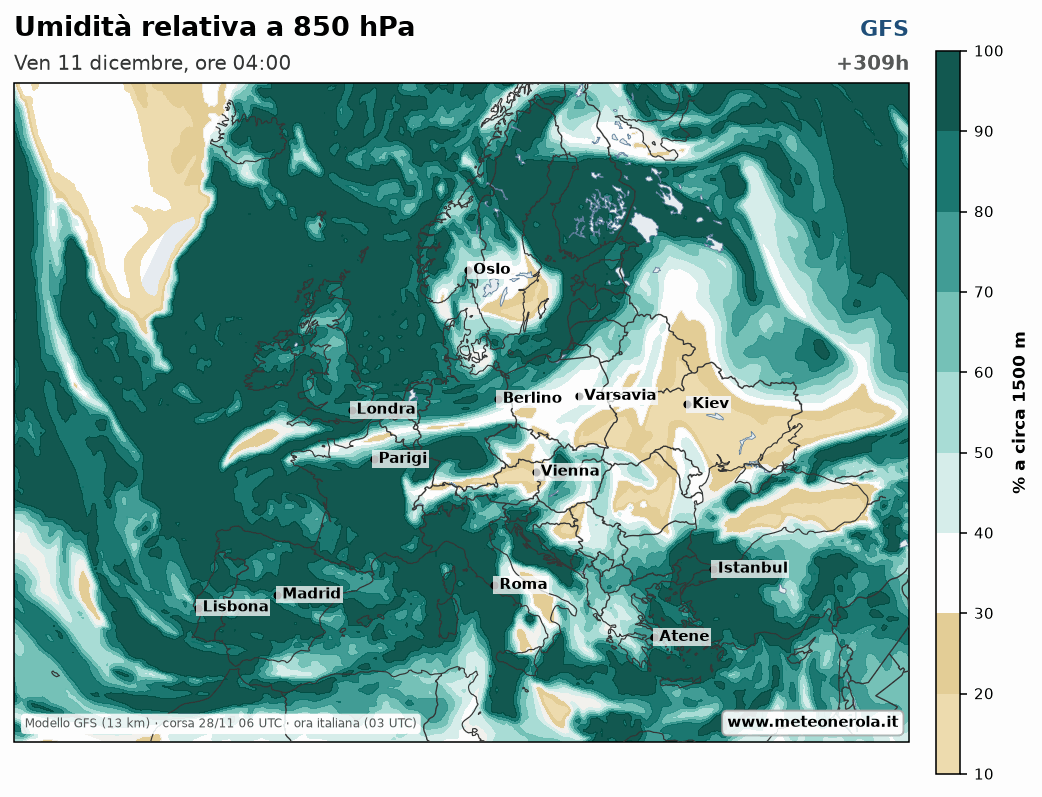 Umidità relativa a 850 hPa
GFS
Ven 11 dicembre, ore 04:00
+309h
100
90
80
70
60
50
40
30
20
10
% a circa 1500 m
Oslo
Berlino
Varsavia
Kiev
Londra
Parigi
Vienna
Istanbul
Roma
Madrid
Lisbona
Atene
Modello GFS (13 km) · corsa 28/11 06 UTC · ora italiana (03 UTC)
www.meteonerola.it